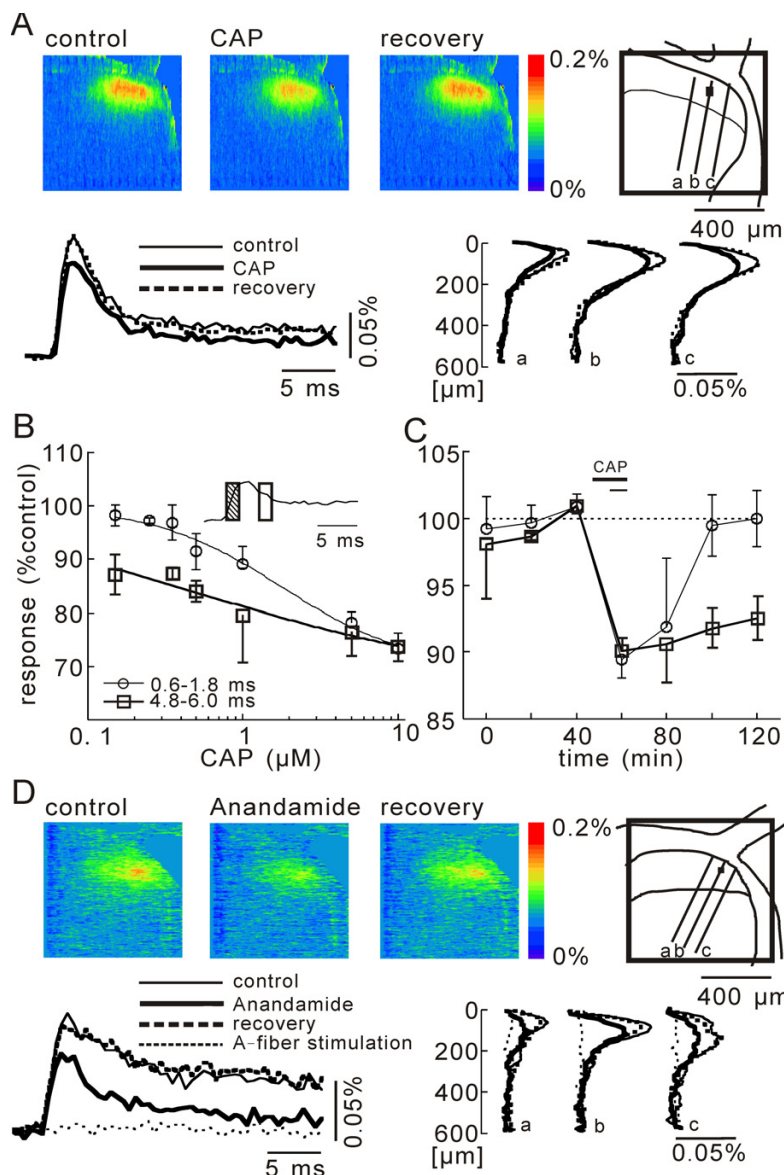 A
control CAP recovery
0.2%
0%
a b c
400 µm
control
CAP
recovery
0.05%
5 ms
0
200
400
600
[µm]
a b c
0.05%
B
110
100
90
80
70
response (%control)
5 ms
0.6-1.8 ms
4.8-6.0 ms
0.1 1 10
CAP (µM)
C
105
100
95
90
85
CAP
0 40 80 120
time (min)
D
control Anandamide recovery
0.2%
0%
a b c
400 µm
control
Anandamide
recovery
A-fiber stimulation
0.05%
5 ms
0
200
400
600
[µm]
a b c
0.05%